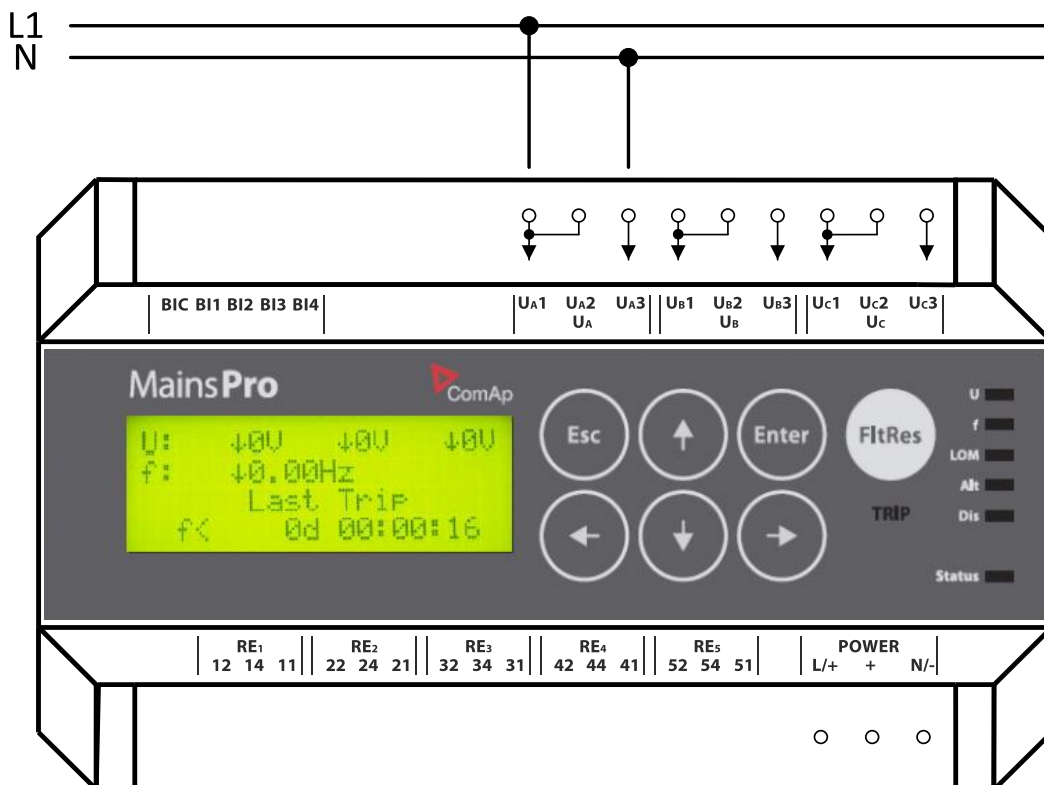 L1
N
BIC BI1 BI2 BI3 BI4
UA1 UA2 UA3 UB1 UB2 UB3 UC1 UC2 UC3
UA UB UC
MainsPro
ComAp
U: ↓0V ↓0V ↓0V
f: ↓0.00Hz
Last Trip
f< 0d 00:00:16
Esc
Enter
FltRes
TRIP
U
f
LOM
Alt
Dis
Status
RE1 RE2 RE3 RE4 RE5 POWER
12 14 11 22 24 21 32 34 31 42 44 41 52 54 51 L/+ + N/-